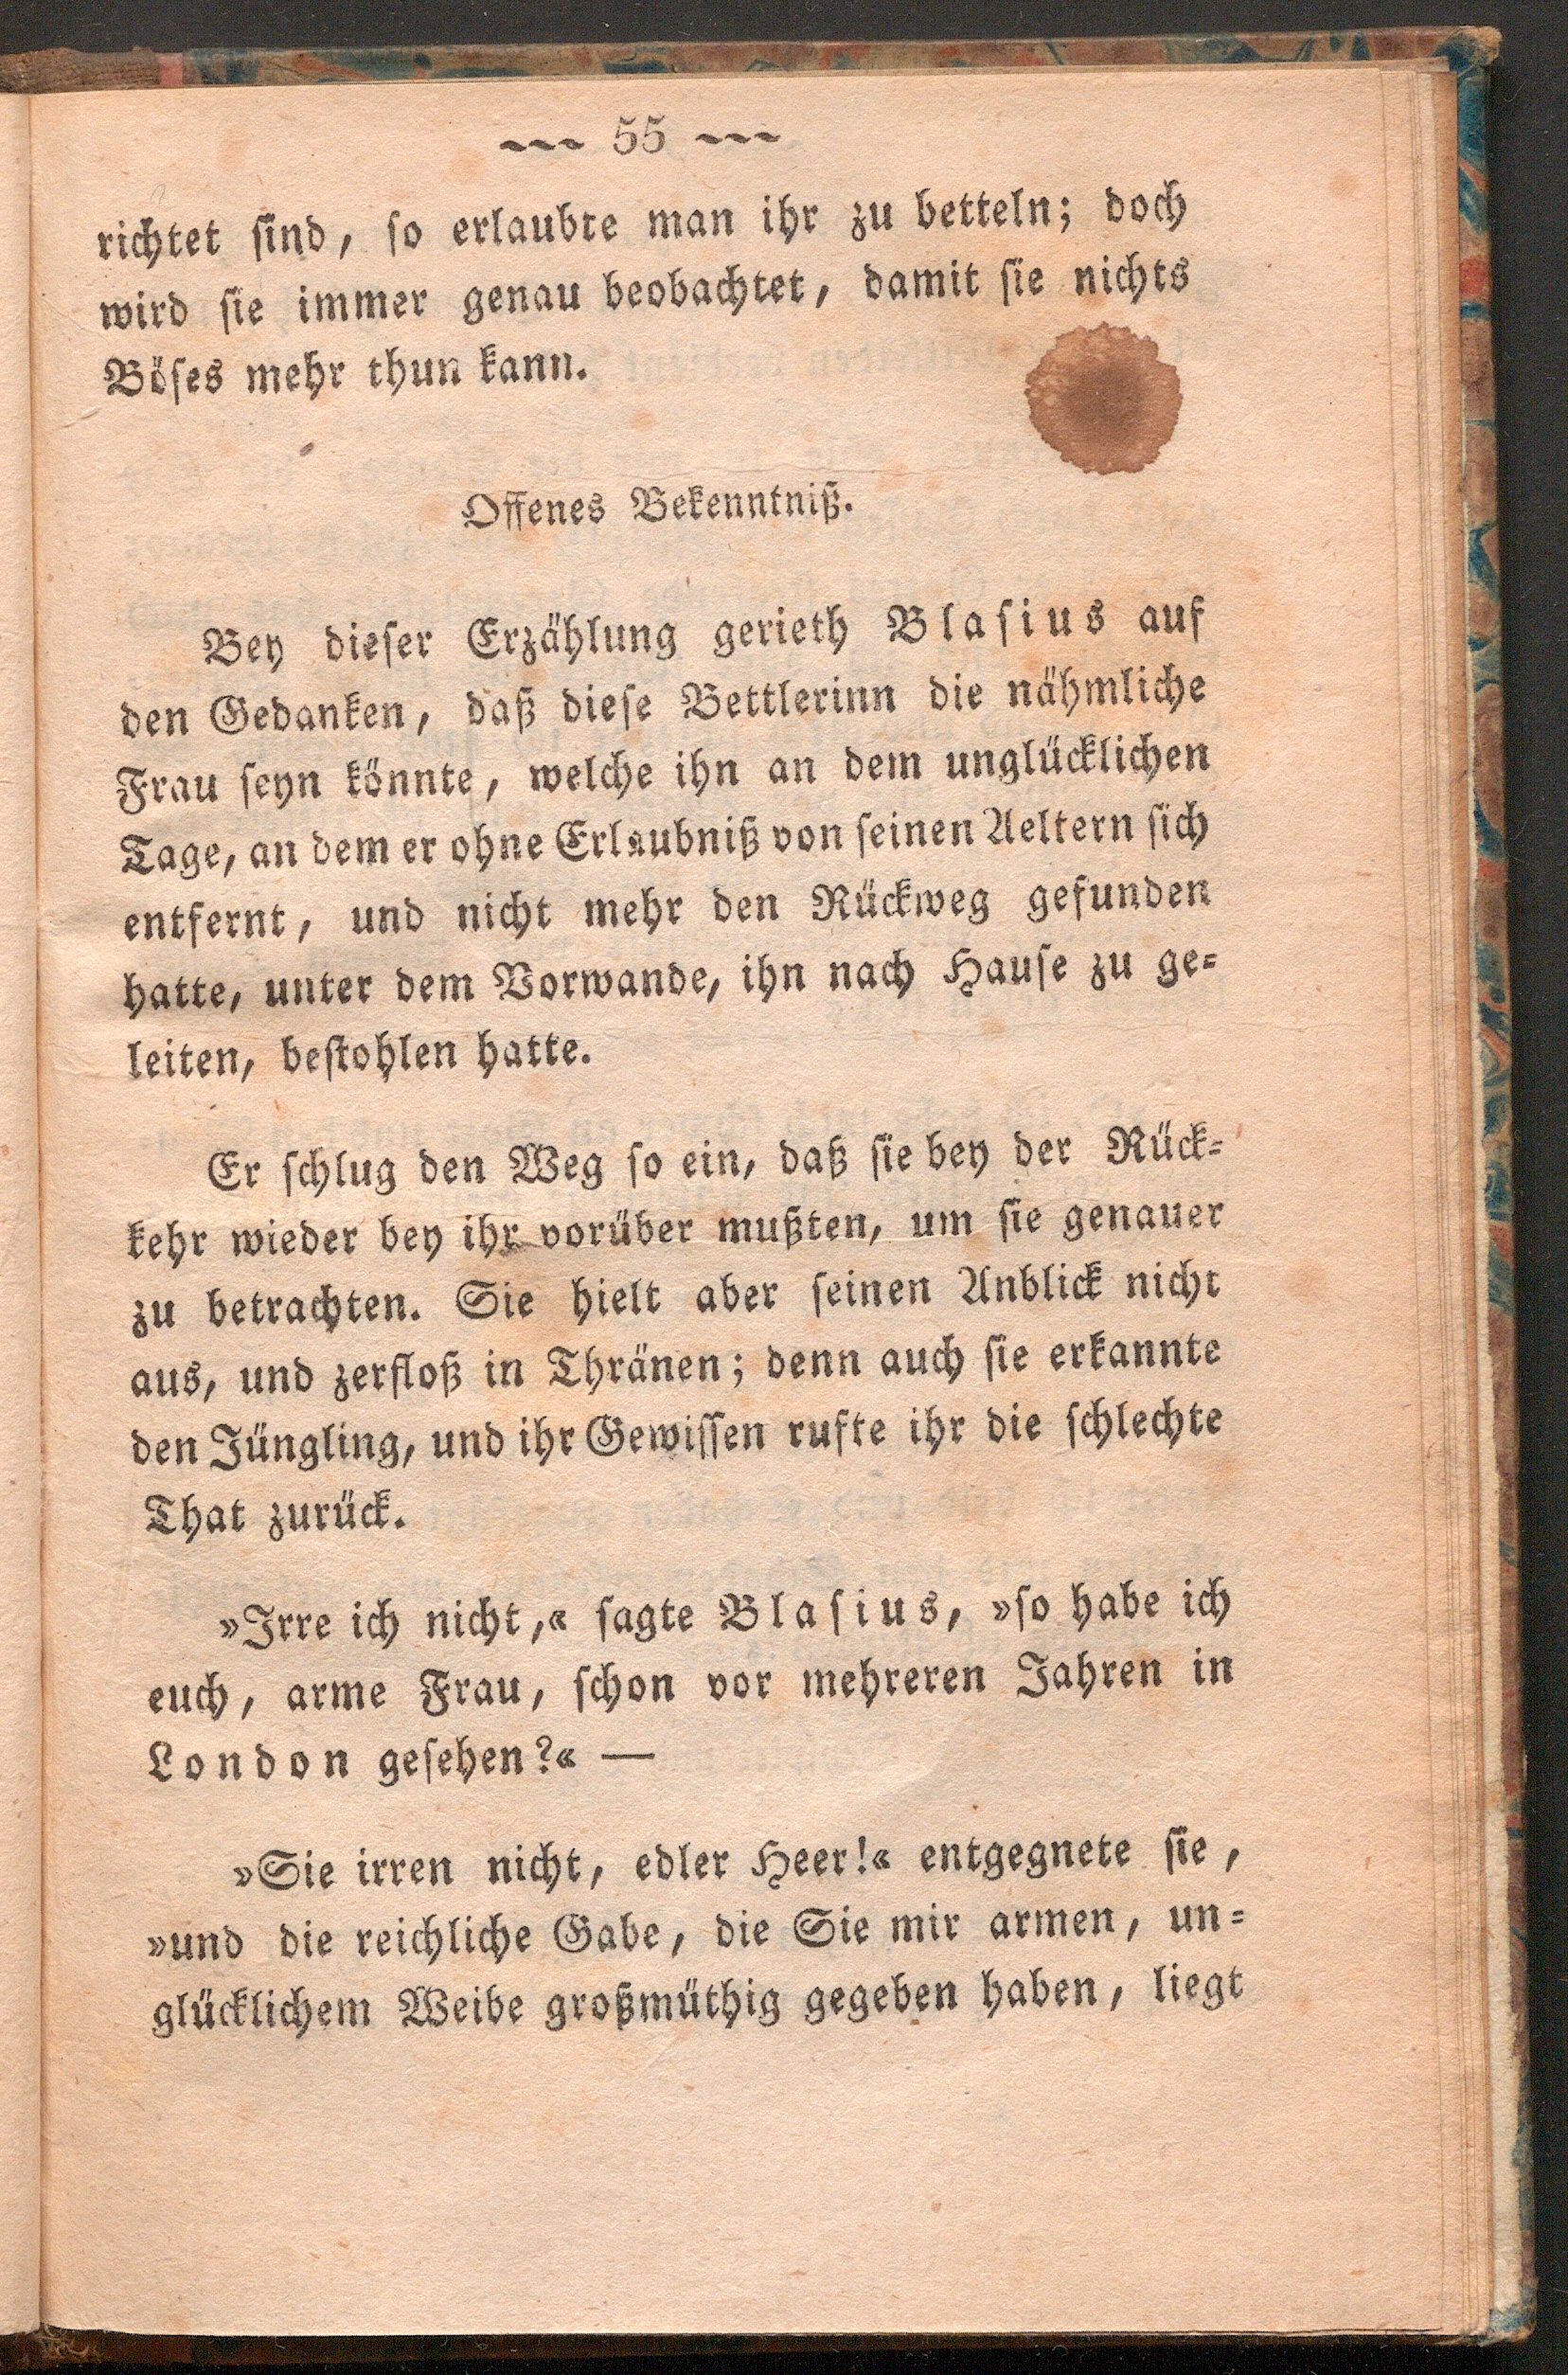 ~~~ 55 ~~~
richtet sind, so erlaubte man ihr zu betteln; doch
wird sie immer genau beobachtet, damit sie nichts
Böses mehr thun kann.
Offenes Bekenntniß.
Bey dieser Erzählung gerieth Blasius auf
den Gedanken, daß diese Bettlerinn die nähmliche
Frau seyn könnte, welche ihn an dem unglücklichen
Tage, an dem er ohne Erlaubniß von seinen Aeltern sich
entfernt, und nicht mehr den Rückweg gefunden
hatte, unter dem Vorwande, ihn nach Hause zu ge-
leiten, bestohlen hatte.
Er schlug den Weg so ein, daß sie bey der Rück-
kehr wieder bey ihr vorüber mußten, um sie genauer
zu betrachten. Sie hielt aber seinen Anblick nicht
aus, und zerfloß in Thränen; denn auch sie erkannte
den Jüngling, und ihr Gewissen rufte ihr die schlechte
That zurück.
»Irre ich nicht,« sagte Blasius, »so habe ich
euch, arme Frau, schon vor mehreren Jahren in
London gesehen?« —
»Sie irren nicht, edler Heer!« entgegnete sie,
»und die reichliche Gabe, die Sie mir armen, un-
glücklichem Weibe großmüthig gegeben haben, liegt